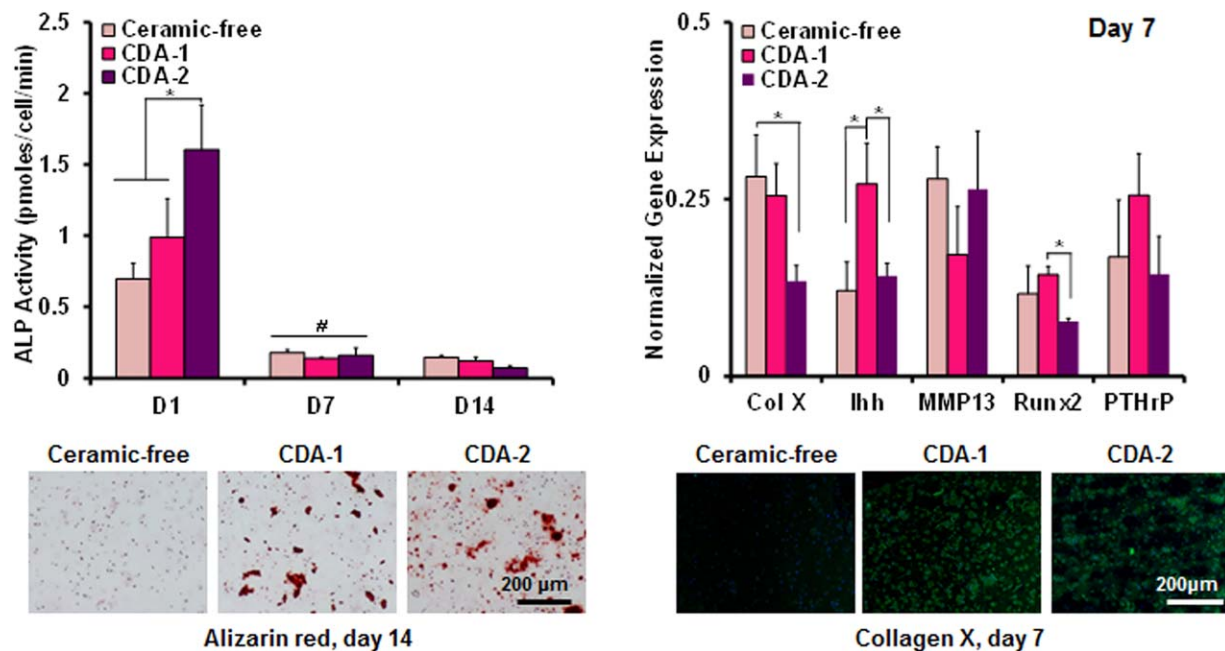 2.5
2
1.5
1
0.5
0
ALP Activity (pmoles/cell/min)
Ceramic-free
CDA-1
CDA-2
*
#
D1 D7 D14
0.5
0.25
0
Normalized Gene Expression
Ceramic-free
CDA-1
CDA-2
Day 7
*
* *
*
Col X Ihh MMP13 Runx2 PTHrP
Ceramic-free CDA-1 CDA-2
200 µm
Alizarin red, day 14
Ceramic-free CDA-1 CDA-2
200µm
Collagen X, day 7